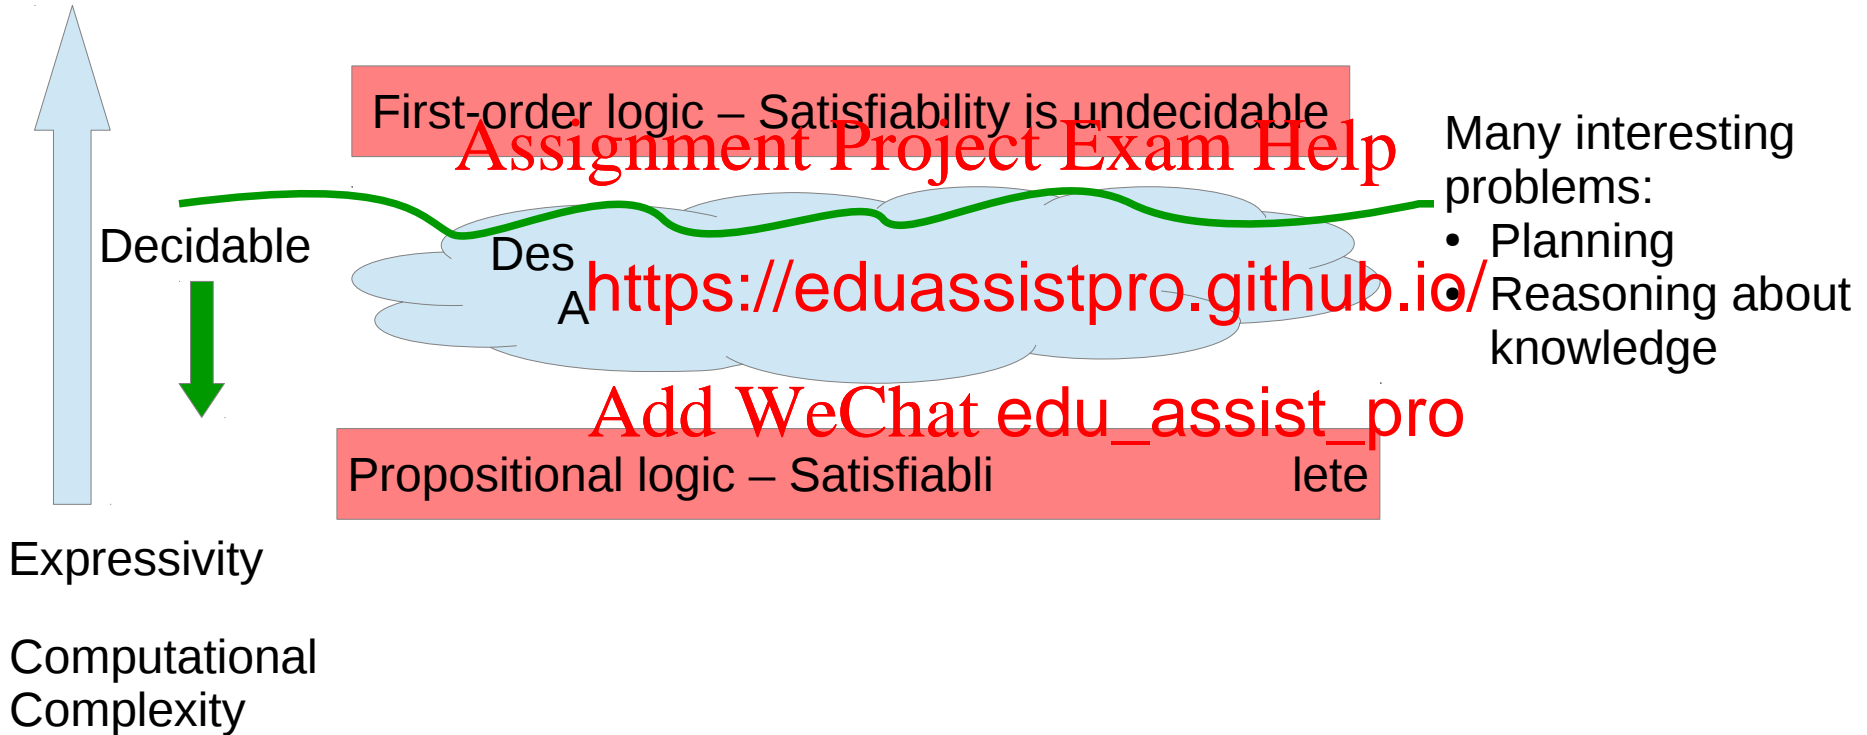 First-order logic – Satisfiability is undecidable
Assignment Project Exam Help
Many interesting
problems:
• Planning
• Reasoning about
knowledge
Decidable
Des
A
https://eduassistpro.github.io/
Add WeChat edu_assist_pro
Propositional logic – Satisfiabli lete
Expressivity
Computational
Complexity